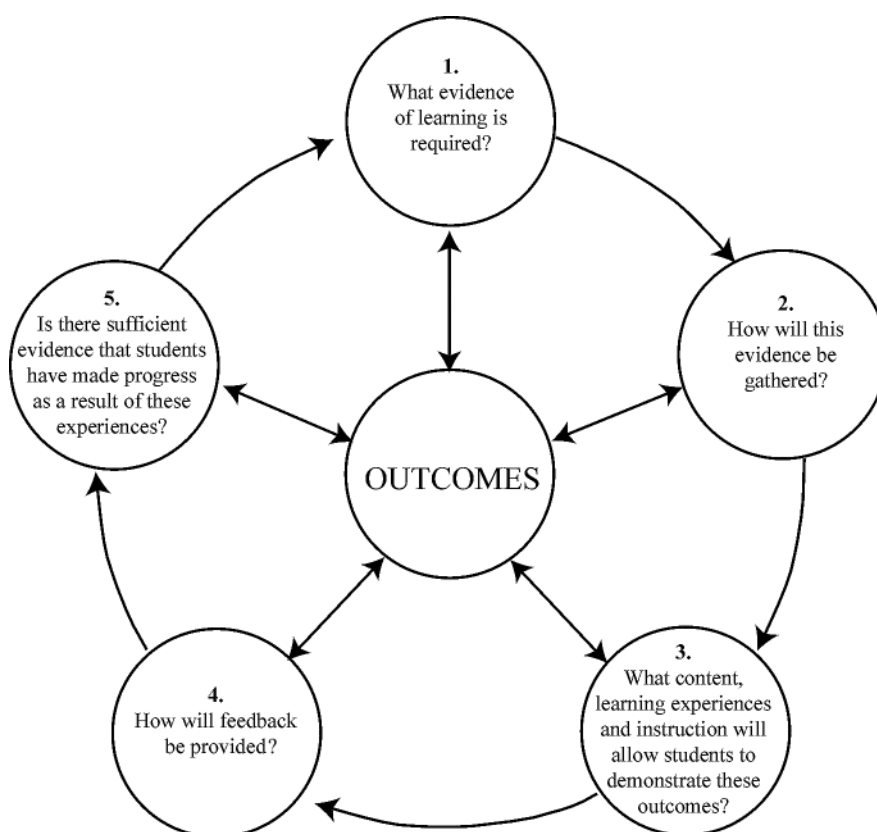 1.
What evidence
of learning is
required?
2.
How will this
evidence be
gathered?
3.
What content,
learning experiences
and instruction will
allow students to
demonstrate these
outcomes?
4.
How will feedback
be provided?
5.
Is there sufficient
evidence that students
have made progress
as a result of these
experiences?
OUTCOMES